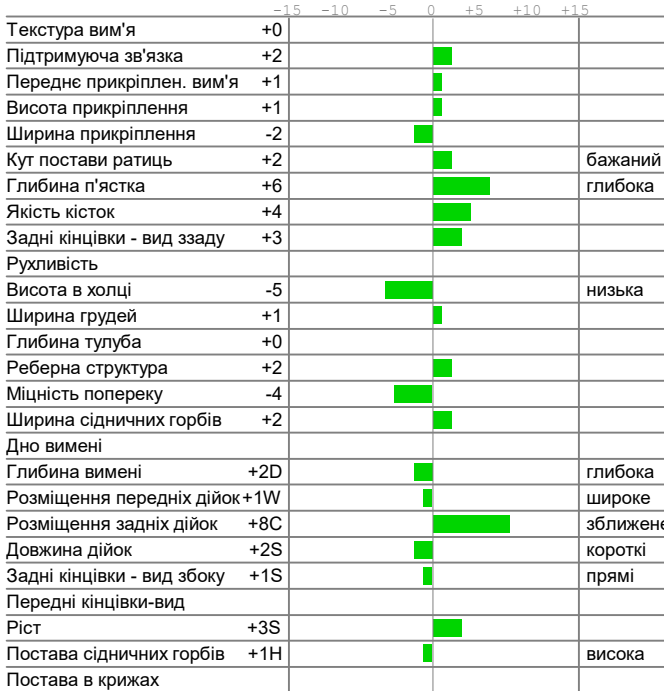 -15 -10 -5 0 +5 +10 +15
Текстура вим'я +0
Підтримуюча зв'язка +2
Переднє прикріплен. вим'я +1
Висота прикріплення +1
Ширина прикріплення -2
Кут постави ратиць +2 бажаний
Глибина п'ястка +6 глибока
Якість кісток +4
Задні кінцівки - вид ззаду +3
Рухливість
Висота в холці -5 низька
Ширина грудей +1
Глибина тулуба +0
Реберна структура +2
Міцність попереку -4
Ширина сідничних горбів +2
Дно вимені
Глибина вимені +2D глибока
Розміщення передніх дійок +1W широке
Розміщення задніх дійок +8C зближене
Довжина дійок +2S короткі
Задні кінцівки - вид збоку +1S прямі
Передні кінцівки-вид
Ріст +3S
Постава сідничних горбів +1H висока
Постава в крижах